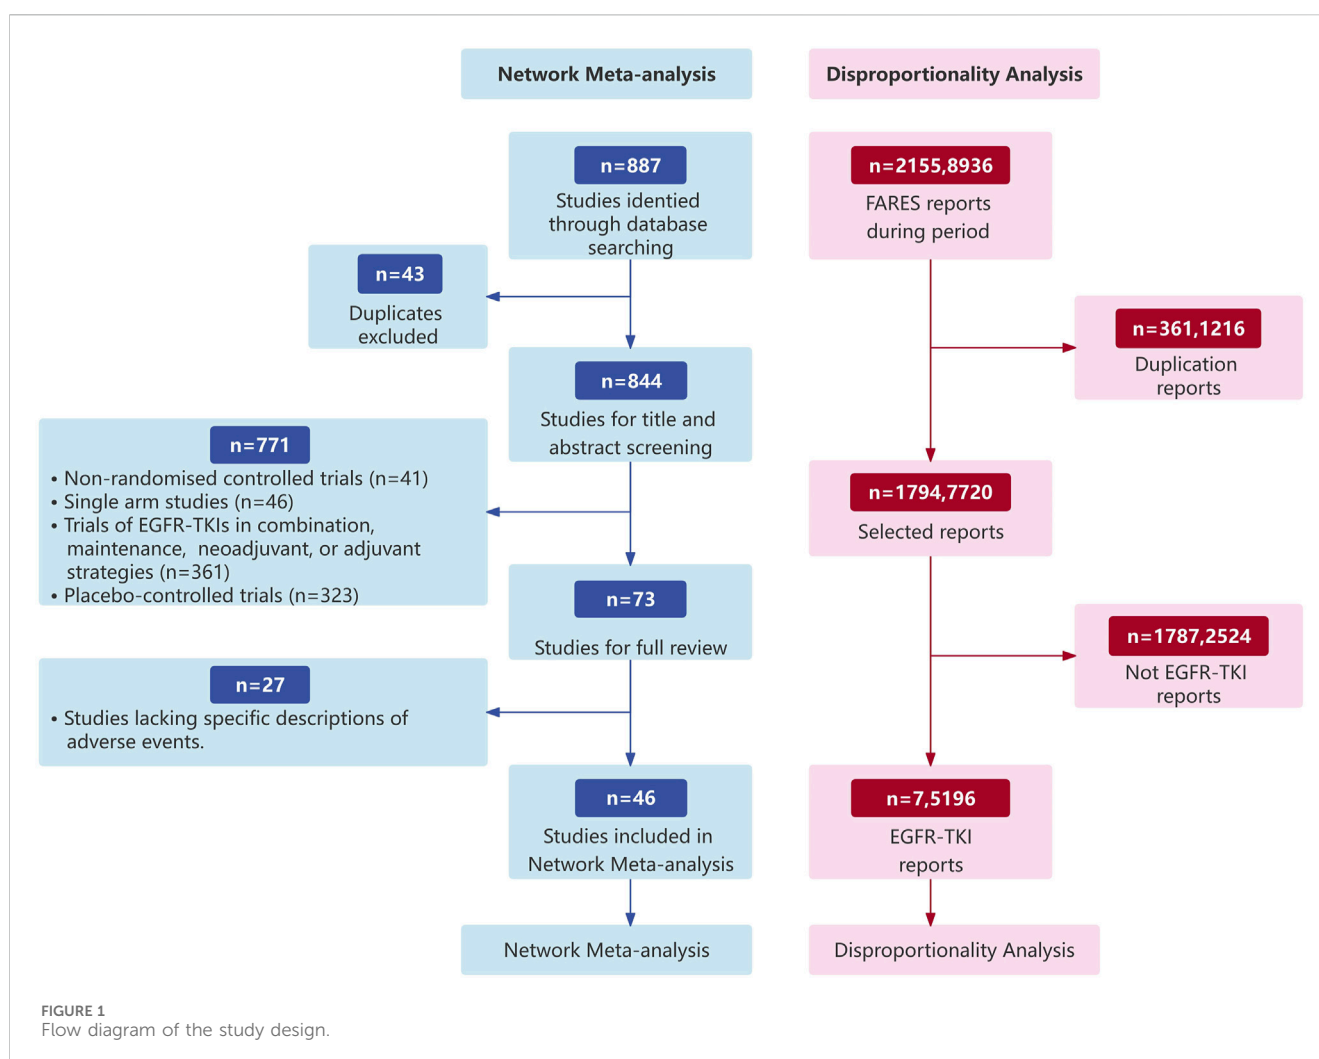 Network Meta-analysis
n=887
Studies identied
through database
searching
n=43
Duplicates
excluded
n=844
Studies for title and
abstract screening
n=771
• Non-randomised controlled trials (n=41)
• Single arm studies (n=46)
• Trials of EGFR-TKIs in combination,
maintenance, neoadjuvant, or adjuvant
strategies (n=361)
• Placebo-controlled trials (n=323)
n=73
Studies for full review
n=27
• Studies lacking specific descriptions of
adverse events.
n=46
Studies included in
Network Meta-analysis
Network Meta-analysis
Disproportionality Analysis
n=2155,8936
FARES reports
during period
n=361,1216
Duplication
reports
n=1794,7720
Selected reports
n=1787,2524
Not EGFR-TKI
reports
n=7,5196
EGFR-TKI
reports
Disproportionality Analysis
FIGURE 1
Flow diagram of the study design.